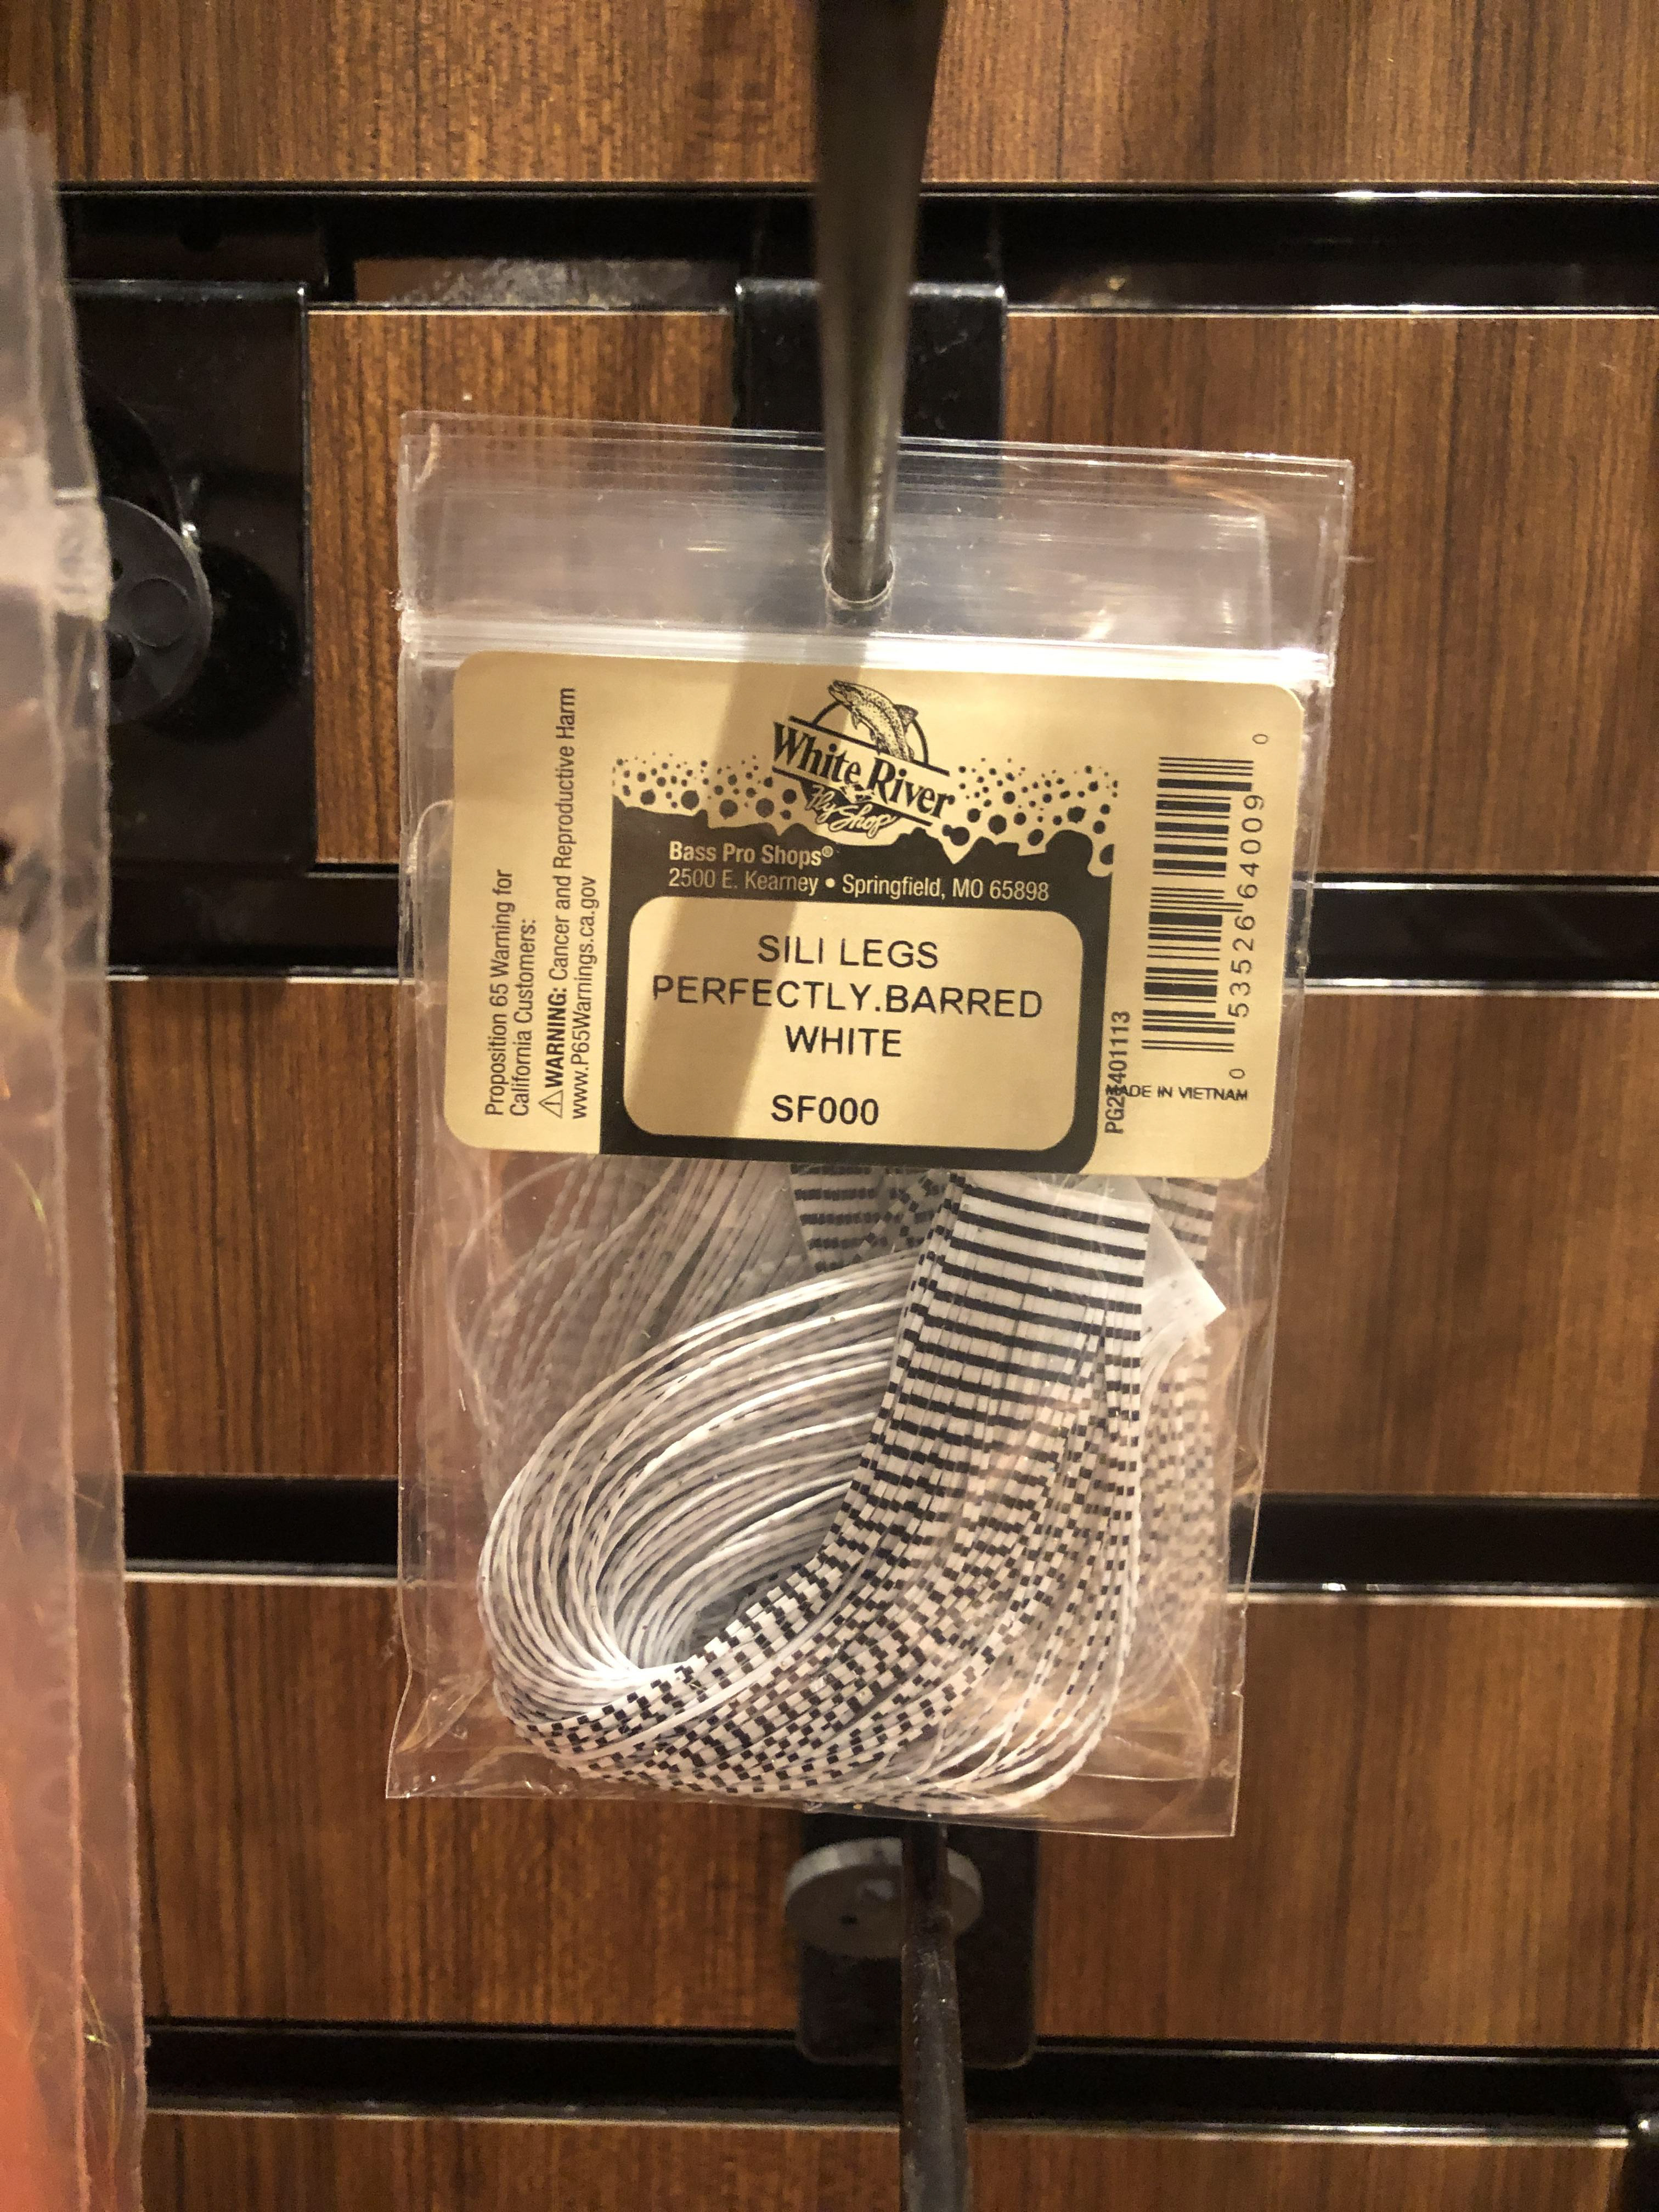 Proposition 65 Warning for
California Customers:
⚠WARNING: Cancer and Reproductive Harm
www.P65Warnings.ca.gov
White River
Fly Shop
Bass Pro Shops®
2500 E. Kearney • Springfield, MO 65898
SILI LEGS
PERFECTLY.BARRED
WHITE
SF000
0 53526 64009 0
MADE IN VIETNAM